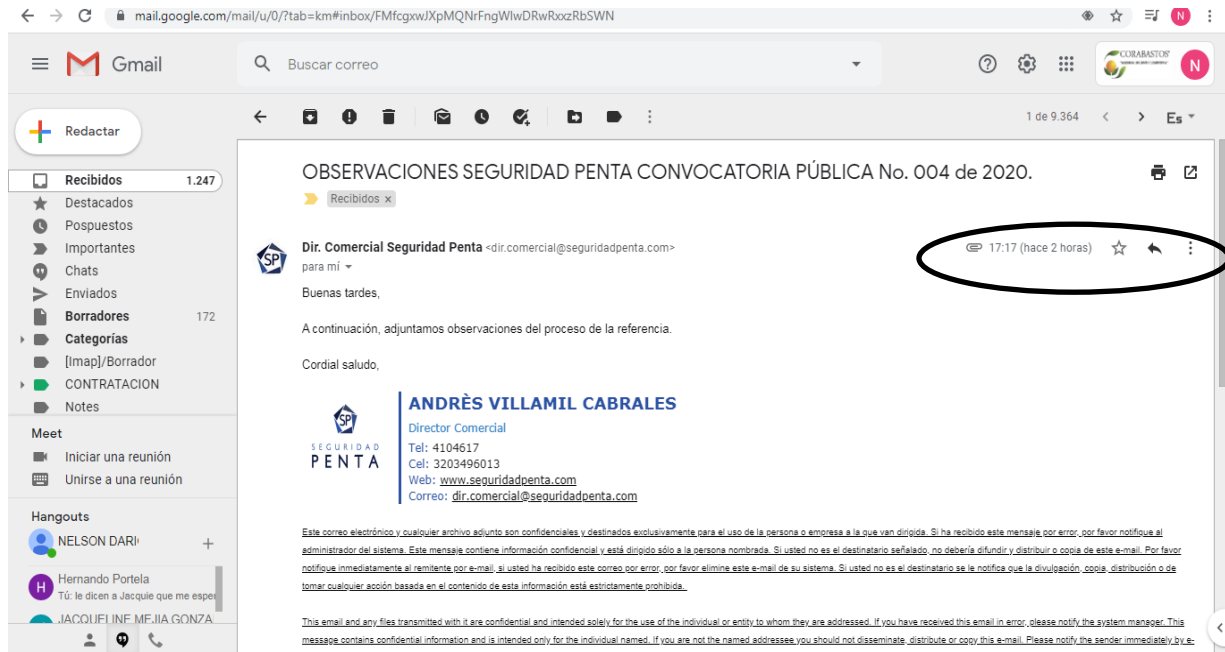 mail.google.com/mail/u/0/?tab=km#inbox/FMfcgxwJXpMQNrFngWlwDRwRxxzRbSWN
N
Gmail
Buscar correo
CORABASTOS
N
Redactar
1 de 9.364
Es
Recibidos 1.247
Destacados
Pospuestos
Importantes
Chats
Enviados
Borradores 172
Categorías
[Imap]/Borrador
CONTRATACION
Notes
Meet
Iniciar una reunión
Unirse a una reunión
Hangouts
NELSON DARI
Hernando Portela
H
Tú: le dicen a Jacquie que me espe
JACQUELINE MEJIA GONZA
OBSERVACIONES SEGURIDAD PENTA CONVOCATORIA PÚBLICA No. 004 de 2020.
Recibidos x
SP
Dir. Comercial Seguridad Penta <dir.comercial@seguridadpenta.com>
17:17 (hace 2 horas)
para mí
Buenas tardes,
A continuación, adjuntamos observaciones del proceso de la referencia.
Cordial saludo,
SP
SEGURIDAD
PENTA
ANDRÈS VILLAMIL CABRALES
Director Comercial
Tel: 4104617
Cel: 3203496013
Web: www.seguridadpenta.com
Correo: dir.comercial@seguridadpenta.com
Este correo electrónico y cualquier archivo adjunto son confidenciales y destinados exclusivamente para el uso de la persona o empresa a la que van dirigida. Si ha recibido este mensaje por error, por favor notifique al
administrador del sistema. Este mensaje contiene información confidencial y está dirigido sólo a la persona nombrada. Si usted no es el destinatario señalado, no debería difundir y distribuir o copia de este e-mail. Por favor
notifique inmediatamente al remitente por e-mail, si usted ha recibido este correo por error, por favor elimine este e-mail de su sistema. Si usted no es el destinatario se le notifica que la divulgación, copia, distribución o de
tomar cualquier acción basada en el contenido de esta información está estrictamente prohibida.
This email and any files transmitted with it are confidential and intended solely for the use of the individual or entity to whom they are addressed. If you have received this email in error, please notify the system manager. This
message contains confidential information and is intended only for the individual named. If you are not the named addressee you should not disseminate, distribute or copy this e-mail. Please notify the sender immediately by e-